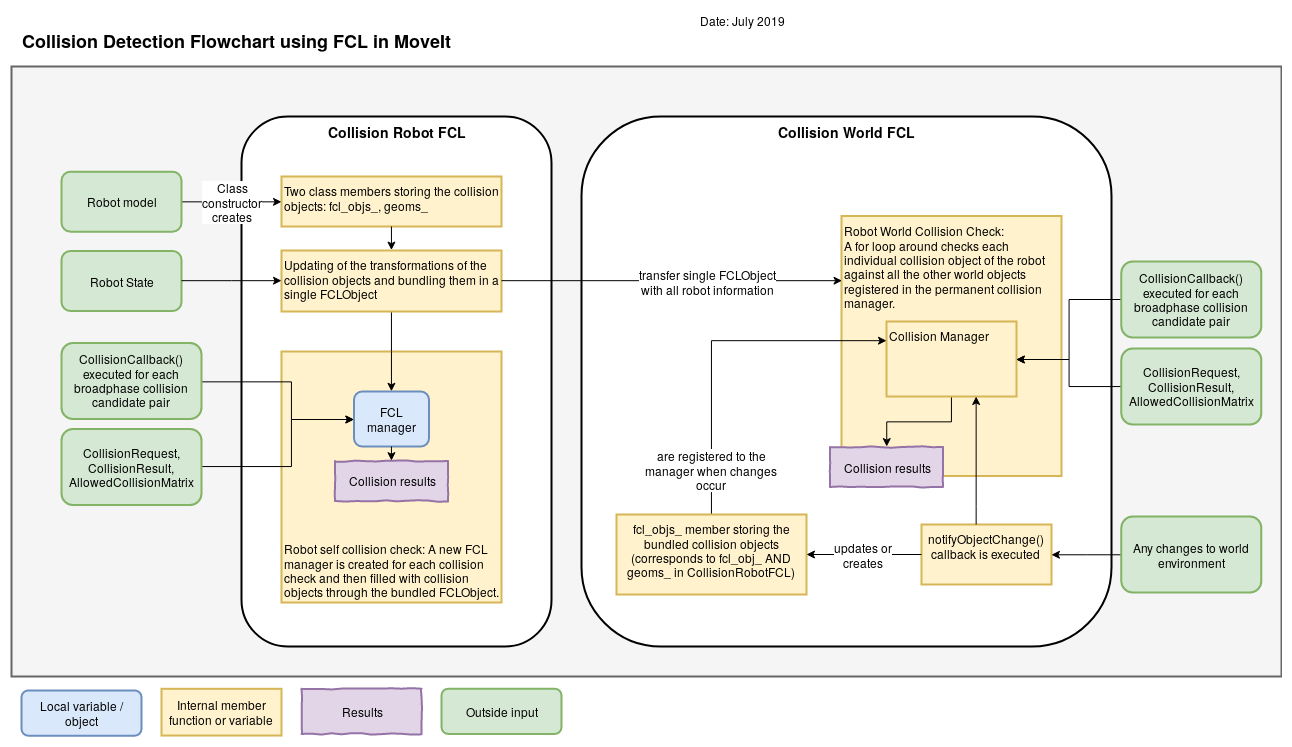 Date: July 2019
Collision Detection Flowchart using FCL in MoveIt
Collision Robot FCL
Collision World FCL
Robot model
Class
constructor
creates
Two class members storing the collision
objects: fcl_objs_, geoms_
Robot State
Updating of the transformations of the
collision objects and bundling them in a
single FCLObject
transfer single FCLObject
with all robot information
Robot World Collision Check:
A for loop around checks each
individual collision object of the robot
against all the other world objects
registered in the permanent collision
manager.
Collision Manager
CollisionCallback()
executed for each
broadphase collision
candidate pair
CollisionRequest,
CollisionResult,
AllowedCollisionMatrix
CollisionCallback()
executed for each
broadphase collision
candidate pair
CollisionRequest,
CollisionResult,
AllowedCollisionMatrix
FCL
manager
Collision results
Robot self collision check: A new FCL
manager is created for each collision
check and then filled with collision
objects through the bundled FCLObject.
are registered to the
manager when changes
occur
Collision results
fcl_objs_ member storing the
bundled collision objects
(corresponds to fcl_obj_ AND
geoms_ in CollisionRobotFCL)
updates or
creates
notifyObjectChange()
callback is executed
Any changes to world
environment
Local variable /
object
Internal member
function or variable
Results
Outside input